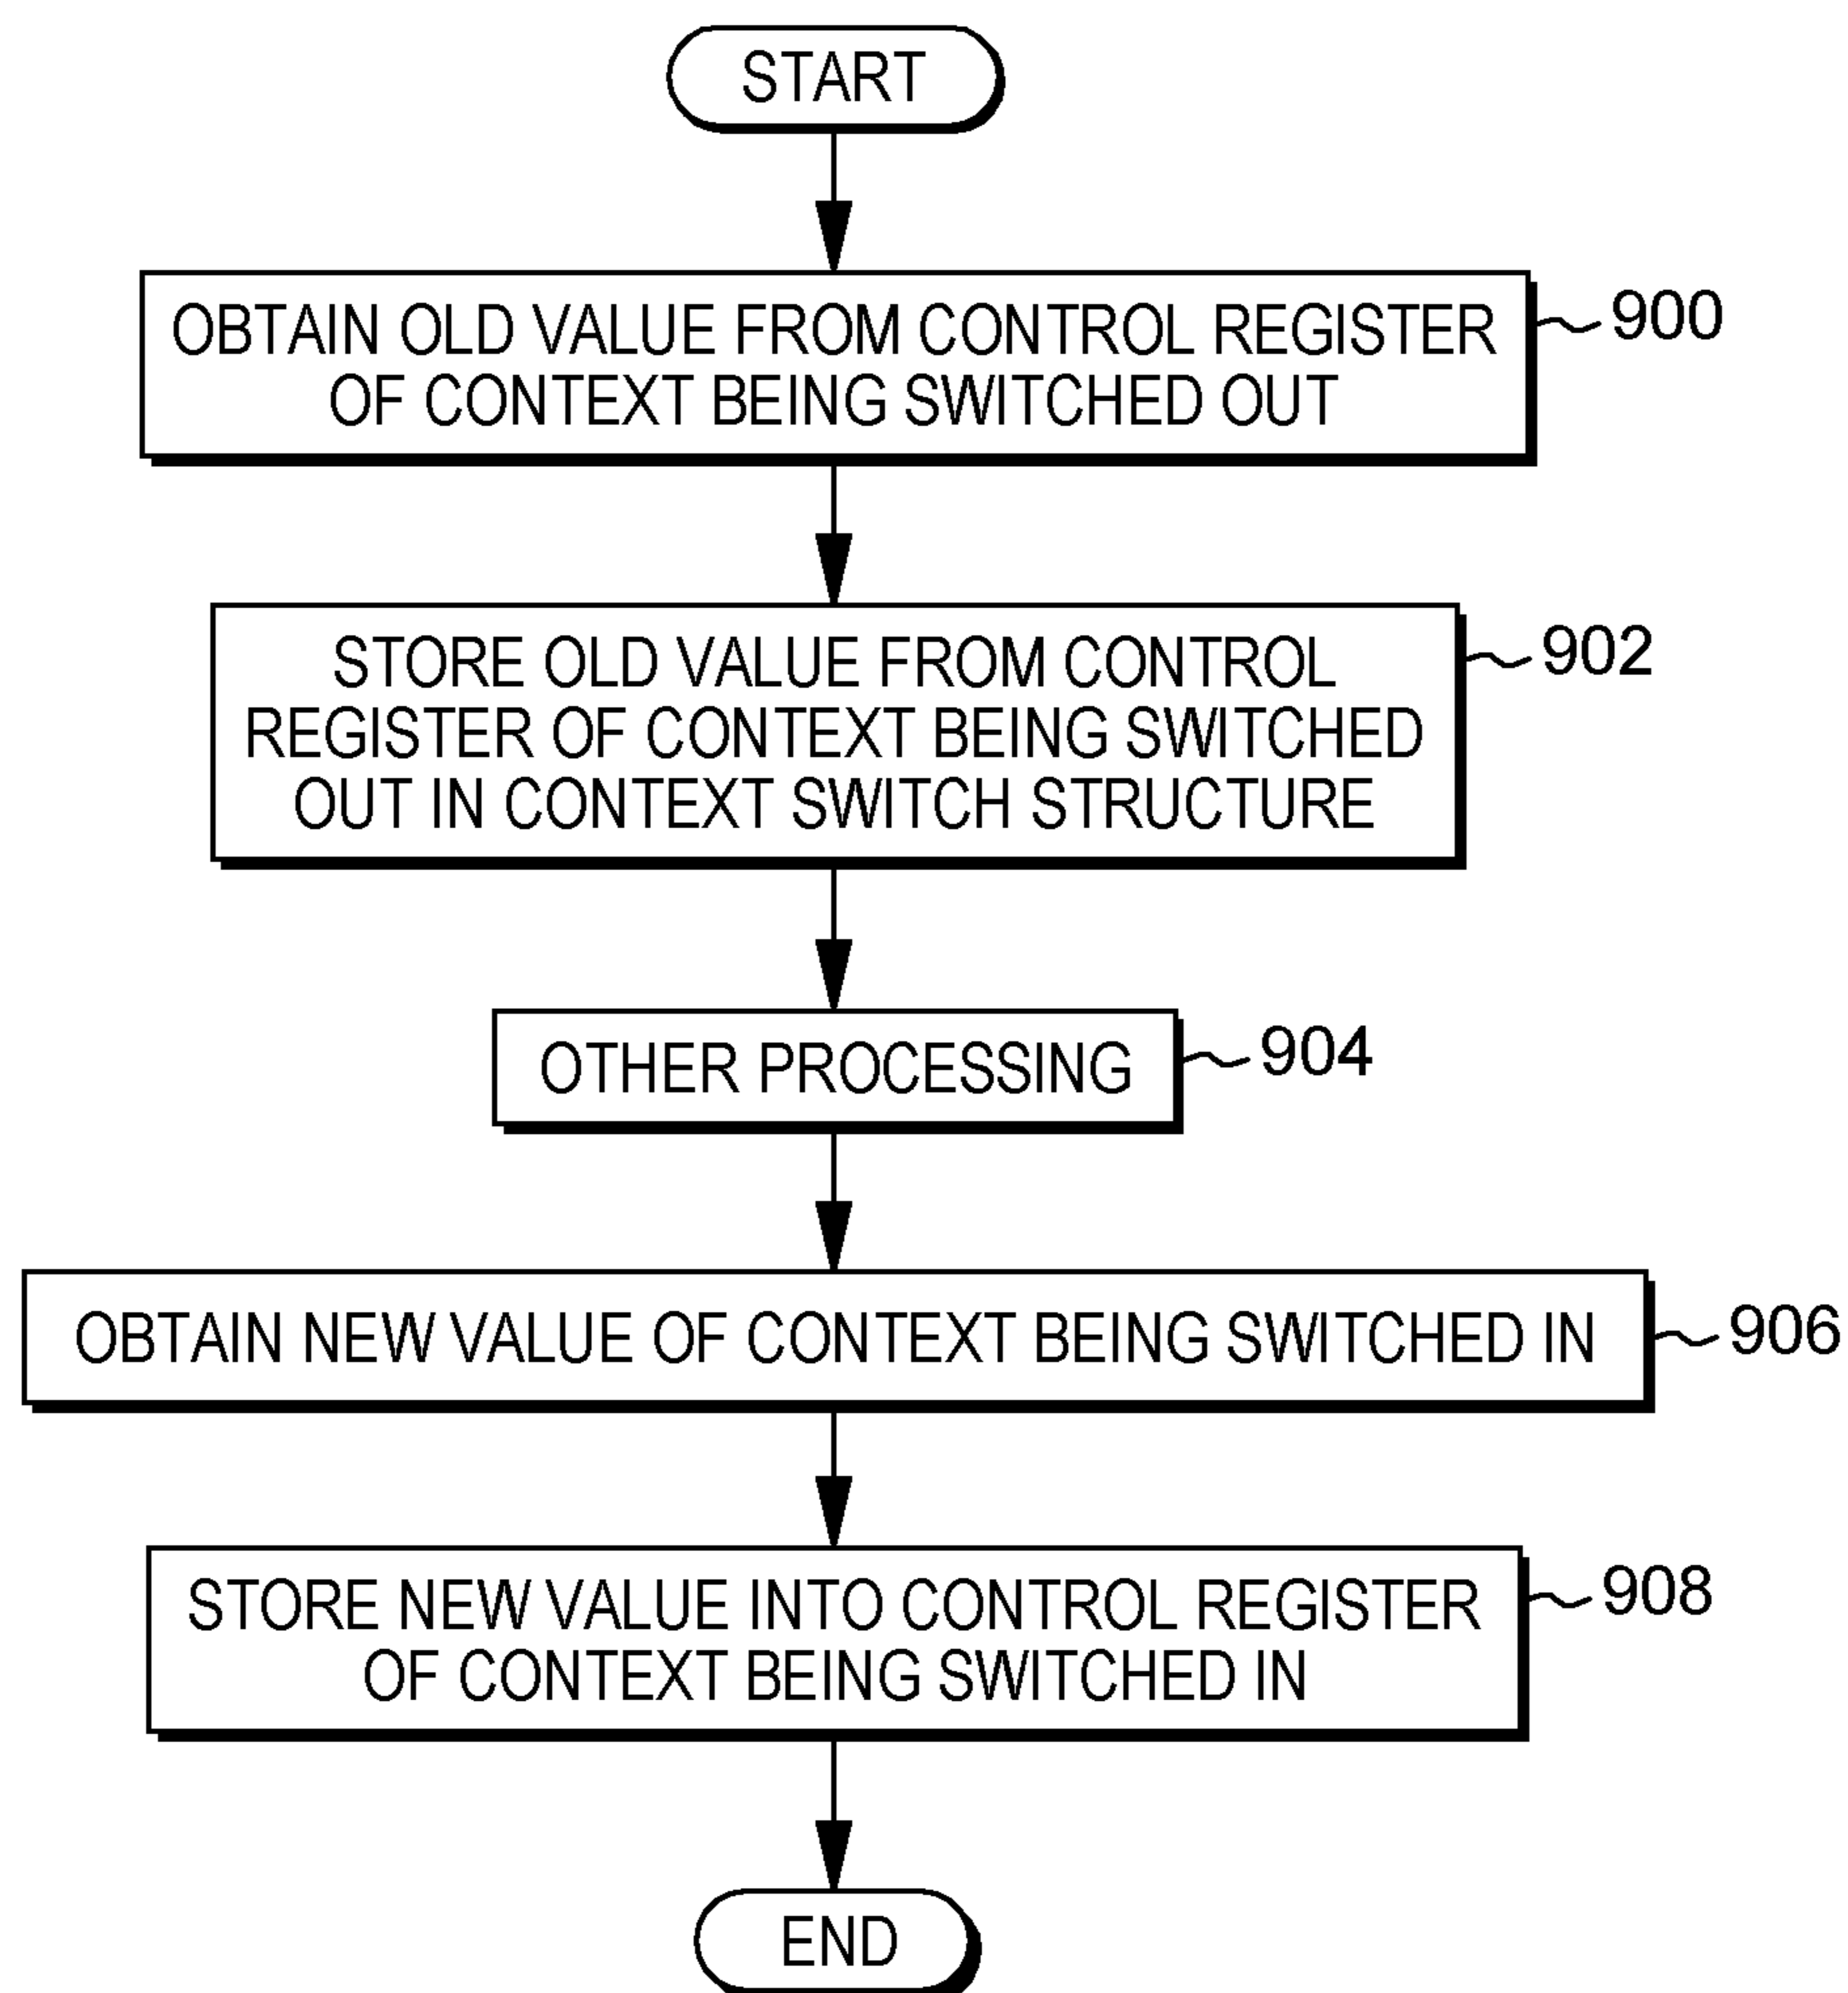 START
OBTAIN OLD VALUE FROM CONTROL REGISTER
OF CONTEXT BEING SWITCHED OUT
900
STORE OLD VALUE FROM CONTROL
REGISTER OF CONTEXT BEING SWITCHED
OUT IN CONTEXT SWITCH STRUCTURE
902
OTHER PROCESSING
904
OBTAIN NEW VALUE OF CONTEXT BEING SWITCHED IN
906
STORE NEW VALUE INTO CONTROL REGISTER
OF CONTEXT BEING SWITCHED IN
908
END